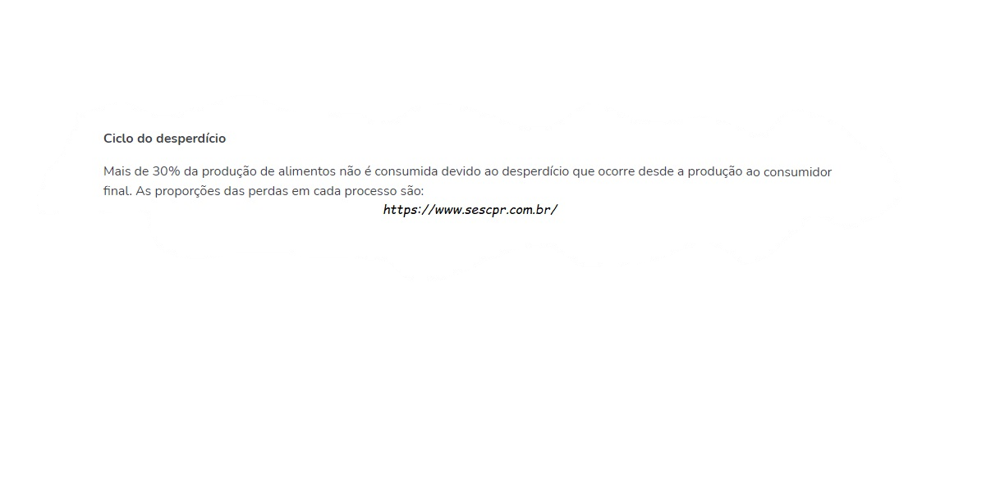 Ciclo do desperdício
Mais de 30% da produção de alimentos não é consumida devido ao desperdício que ocorre desde a produção ao consumidor
final. As proporções das perdas em cada processo são:
https://www.sescpr.com.br/